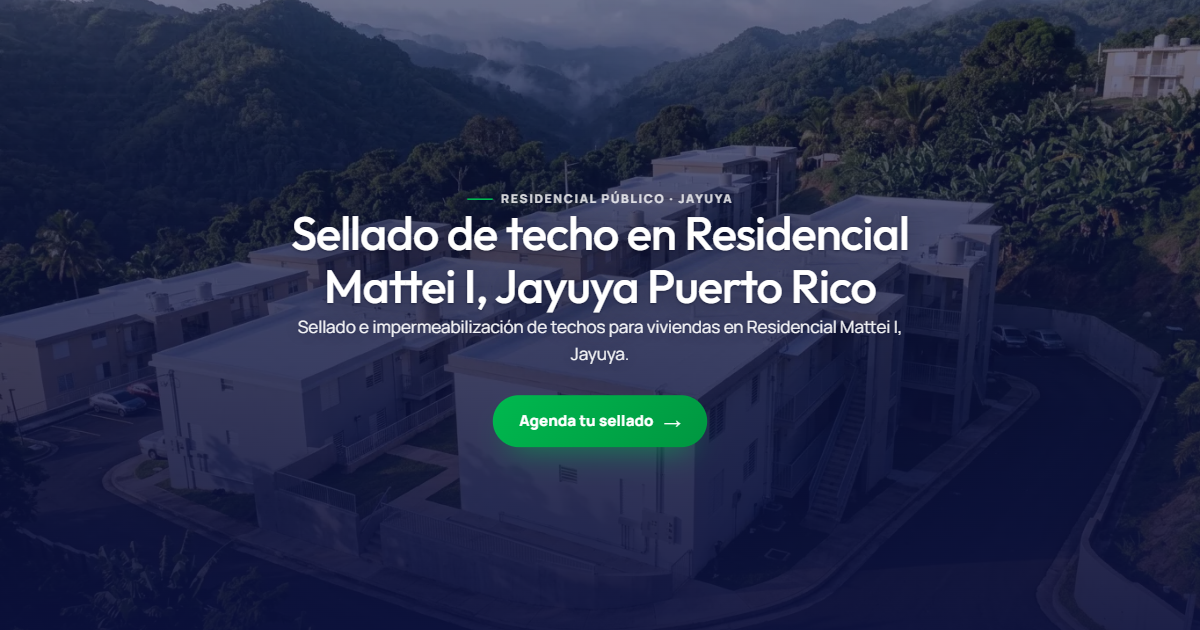 RESIDENCIAL PÚBLICO · JAYUYA
Sellado de techo en Residencial
Mattei I, Jayuya Puerto Rico
Sellado e impermeabilización de techos para viviendas en Residencial Mattei I,
Jayuya.
Agenda tu sellado →